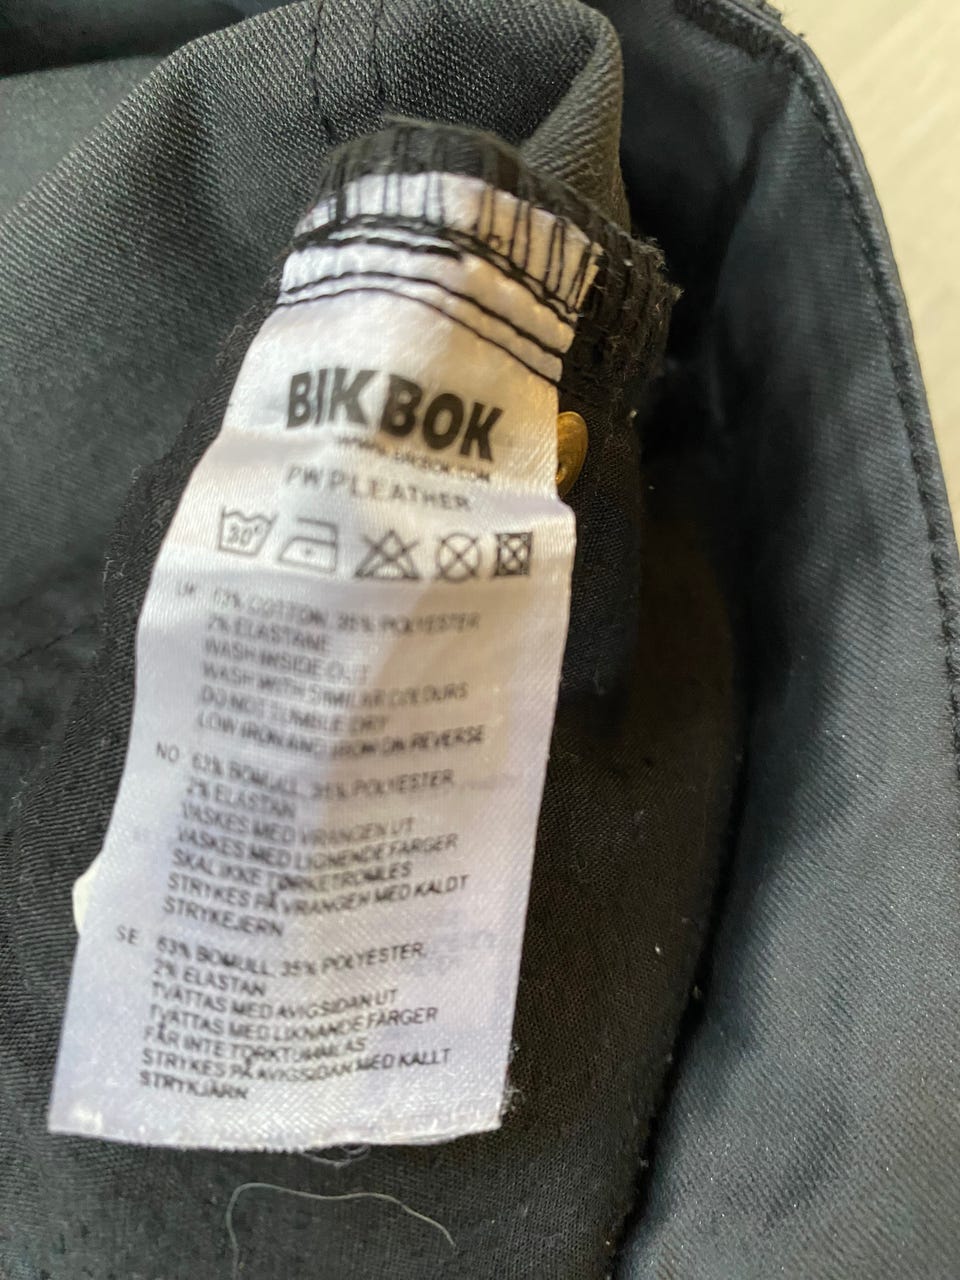 BIK BOK
WWW.BIKBOK.COM
PW P LEATHER
30°
UK 63% COTTON, 35% POLYESTER
2% ELASTANE
WASH INSIDE OUT
WASH WITH SIMILAR COLOURS
DO NOT TUMBLE DRY
LOW IRON AND IRON ON REVERSE
NO 63% BOMULL, 35% POLYESTER
2% ELASTAN
VASKES MED VRANGEN UT
VASKES MED LIGNENDE FARGER
SKAL IKKE TØRKETROMLES
STRYKES PÅ VRANGEN MED KALDT
STRYKEJERN
SE 63% BOMULL, 35% POLYESTER,
2% ELASTAN
TVÄTTAS MED AVIGSIDAN UT
TVÄTTAS MED LIKNANDE FÄRGER
FÅR INTE TORKTUMMLAS
STRYKES PÅ AVIGSIDAN MED KALLT
STRYKJÄRN